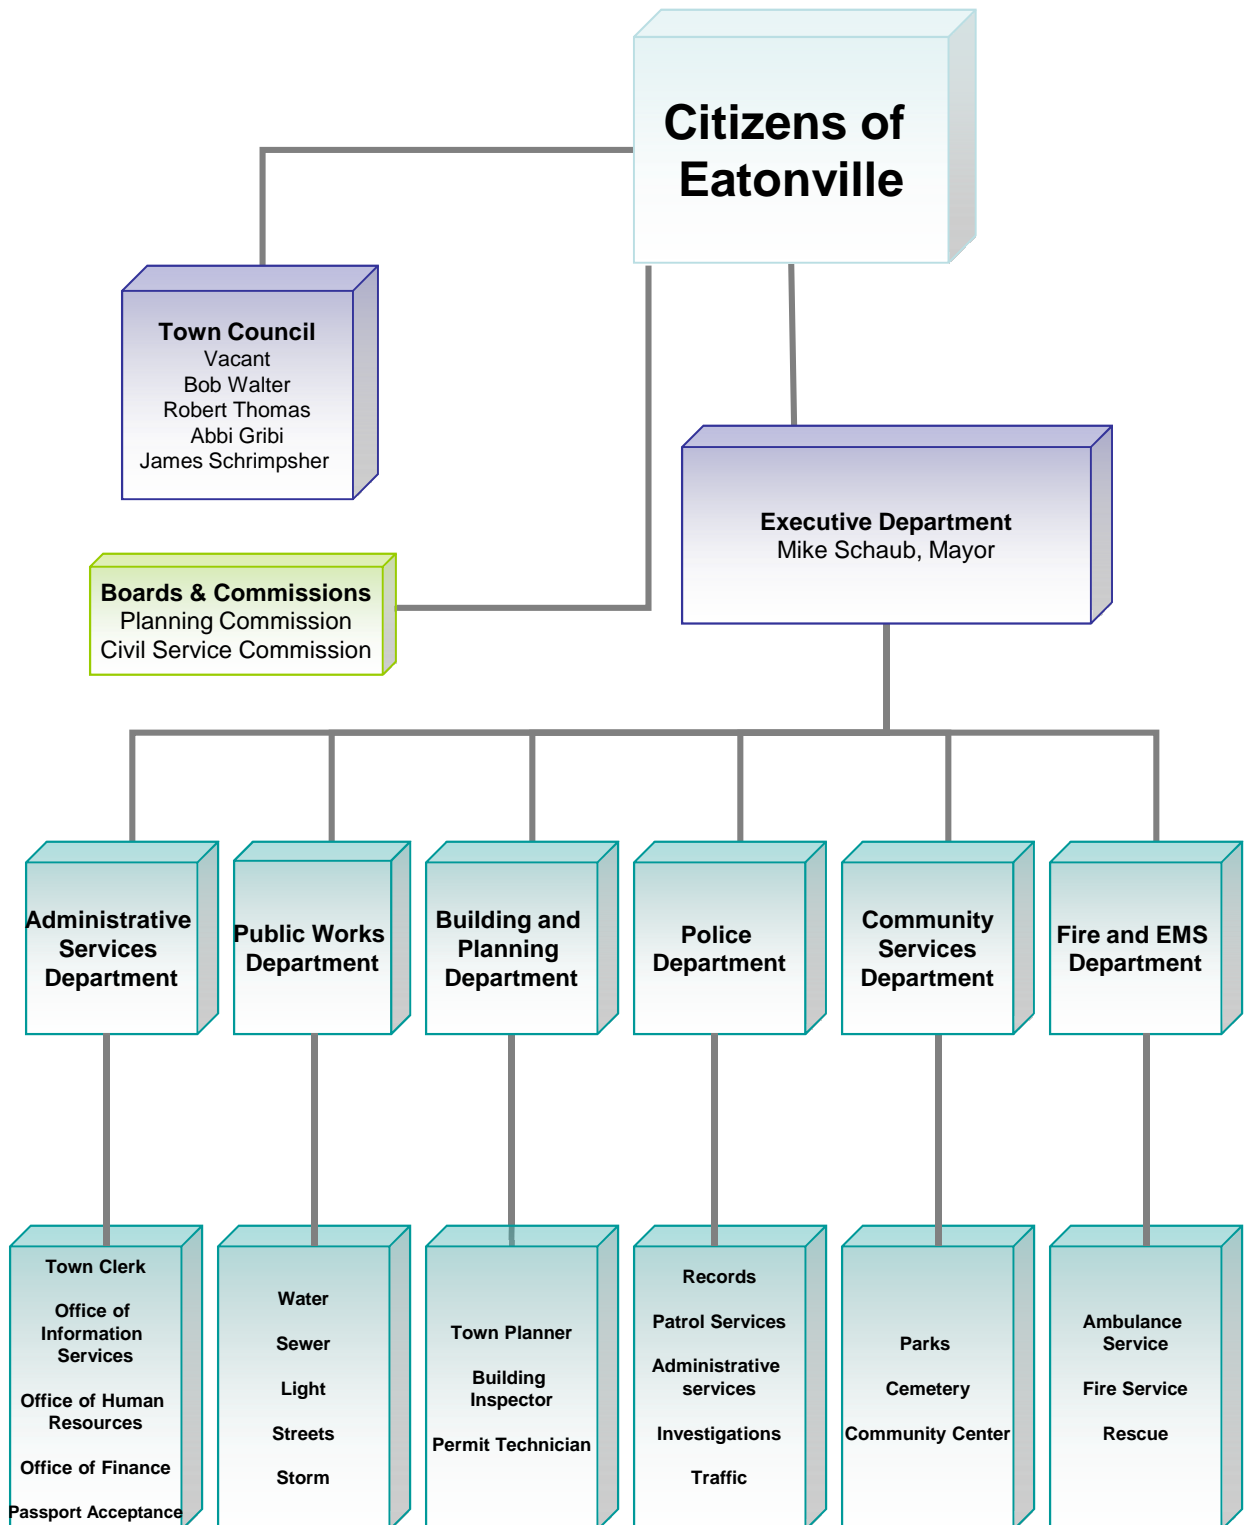 Citizens of
Eatonville
Town Council
Vacant
Bob Walter
Robert Thomas
Abbi Gribi
James Schrimpsher
Executive Department
Mike Schaub, Mayor
Boards & Commissions
Planning Commission
Civil Service Commission
Administrative
Services
Department
Public Works
Department
Building and
Planning
Department
Police
Department
Community
Services
Department
Fire and EMS
Department
Town Clerk
Office of
Information
Services
Office of Human
Resources
Office of Finance
Passport Acceptance
Water
Sewer
Light
Streets
Storm
Town Planner
Building
Inspector
Permit Technician
Records
Patrol Services
Administrative
services
Investigations
Traffic
Parks
Cemetery
Community Center
Ambulance
Service
Fire Service
Rescue